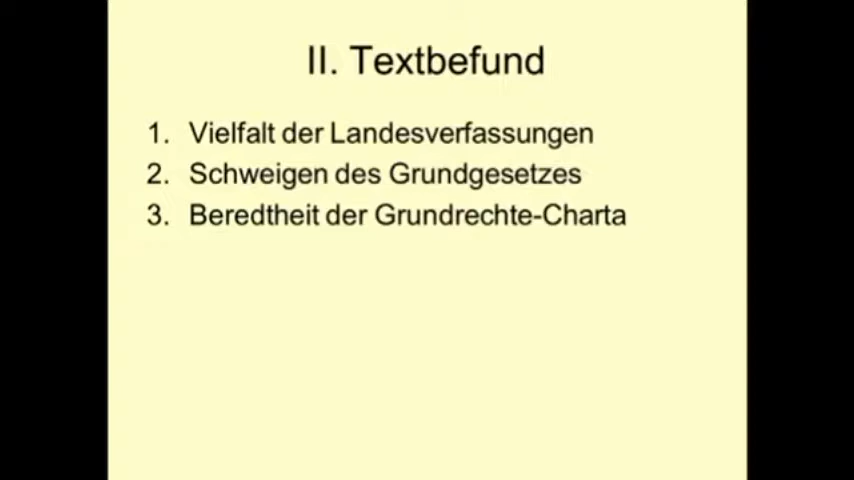 II. Textbefund
1. Vielfalt der Landesverfassungen
2. Schweigen des Grundgesetzes
3. Beredtheit der Grundrechte-Charta